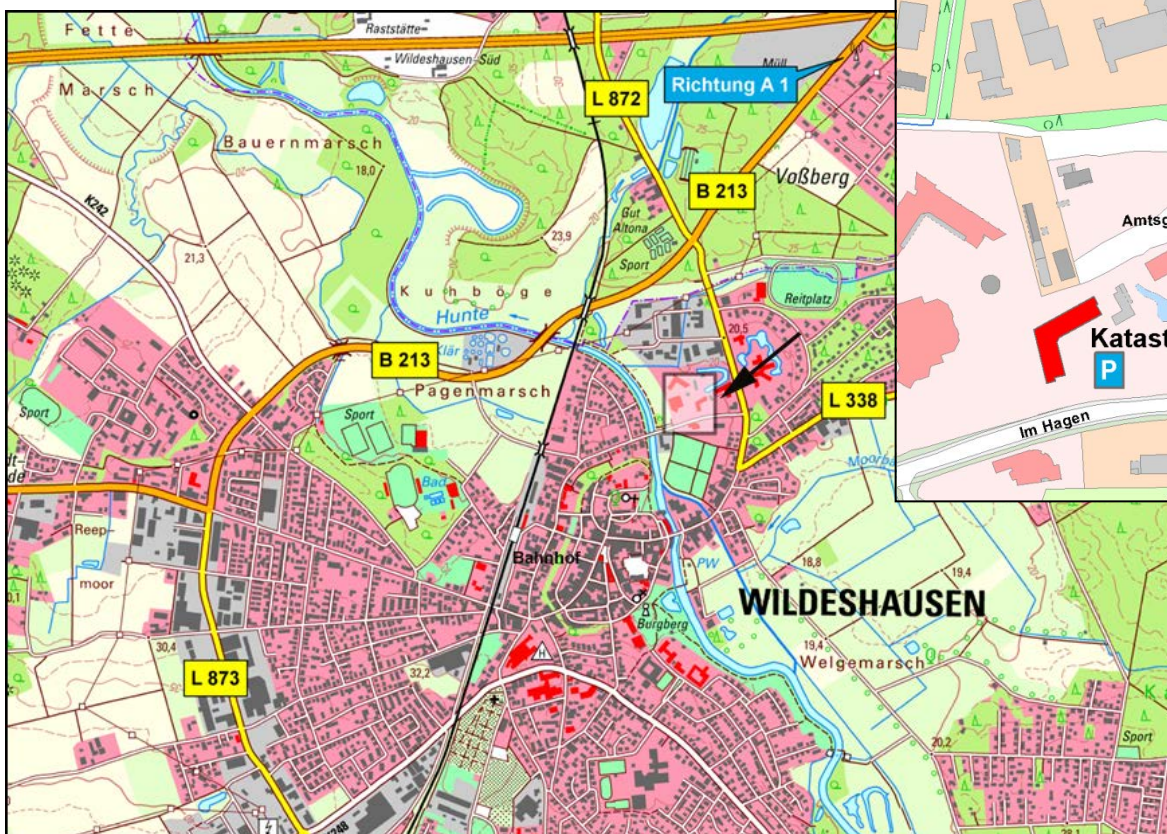 Fette
Raststätte
Wildeshausen-Süd
Müll
Richtung A 1
L 872
Marsch
Bauernmarsch
18,0
K242
B 213
Voßberg
Gut
Altona
Sport
21,3
23,9
Kuhböge
Hunte
Klär
Reitplatz
20,5
B 213
Pagenmarsch
L 338
Sport
Sport
Bad
Reep-
moor
Bahnhof
PW
18,8
19,4
WILDESHAUSEN
Burgberg
19,4
Welgemarsch
30,4
32,2
H
L 873
20,2
Sport
K248
28,1
Amtsg
Katast
P
Im Hagen